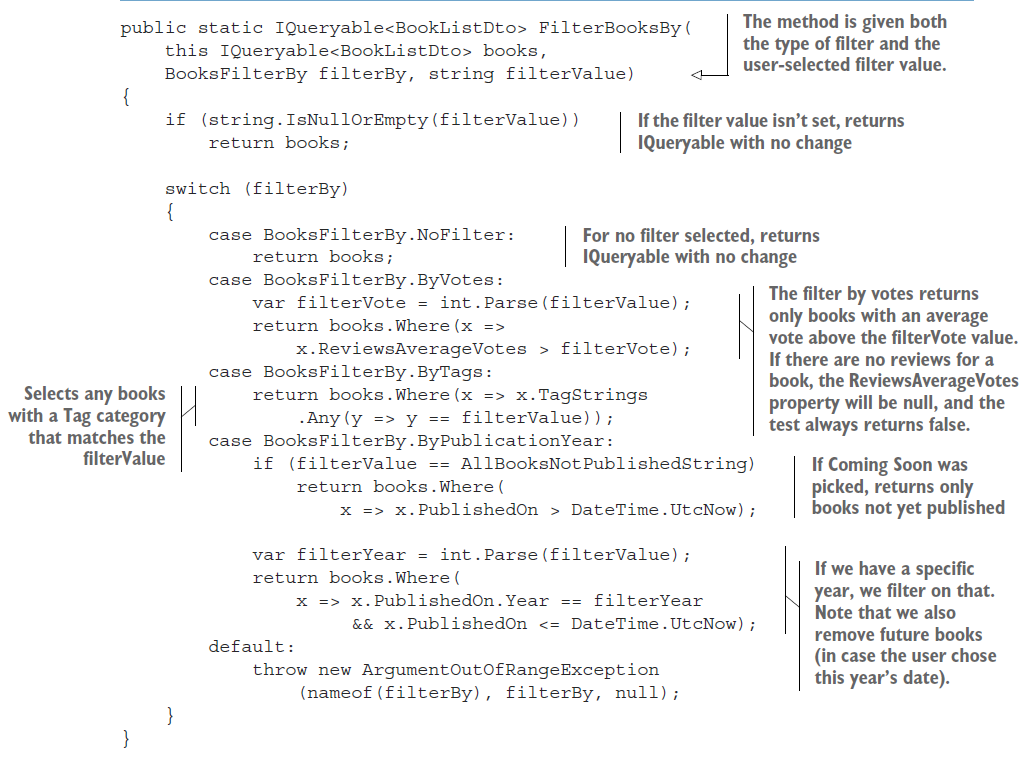 public static IQueryable<BookListDto> FilterBooksBy(
    this IQueryable<BookListDto> books,
    BooksFilterBy filterBy, string filterValue)
The method is given both
the type of filter and the
user-selected filter value.
{
    if (string.IsNullOrEmpty(filterValue))
        return books;
If the filter value isn't set, returns
IQueryable with no change
    switch (filterBy)
    {
        case BooksFilterBy.NoFilter:
            return books;
For no filter selected, returns
IQueryable with no change
        case BooksFilterBy.ByVotes:
            var filterVote = int.Parse(filterValue);
            return books.Where(x =>
                x.ReviewsAverageVotes > filterVote);
The filter by votes returns
only books with an average
vote above the filterVote value.
If there are no reviews for a
book, the ReviewsAverageVotes
property will be null, and the
test always returns false.
        case BooksFilterBy.ByTags:
            return books.Where(x => x.TagStrings
                .Any(y => y == filterValue));
Selects any books
with a Tag category
that matches the
filterValue
        case BooksFilterBy.ByPublicationYear:
            if (filterValue == AllBooksNotPublishedString)
                return books.Where(
                    x => x.PublishedOn > DateTime.UtcNow);
If Coming Soon was
picked, returns only
books not yet published
            var filterYear = int.Parse(filterValue);
            return books.Where(
                x => x.PublishedOn.Year == filterYear
                     && x.PublishedOn <= DateTime.UtcNow);
If we have a specific
year, we filter on that.
Note that we also
remove future books
(in case the user chose
this year's date).
        default:
            throw new ArgumentOutOfRangeException
                (nameof(filterBy), filterBy, null);
    }
}